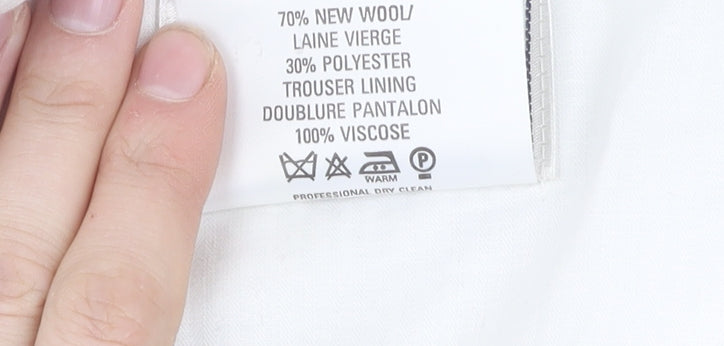 70% NEW WOOL/
LAINE VIERGE
30% POLYESTER
TROUSER LINING
DOUBLURE PANTALON
100% VISCOSE
P
WARM
PROFESSIONAL DRY CLEAN